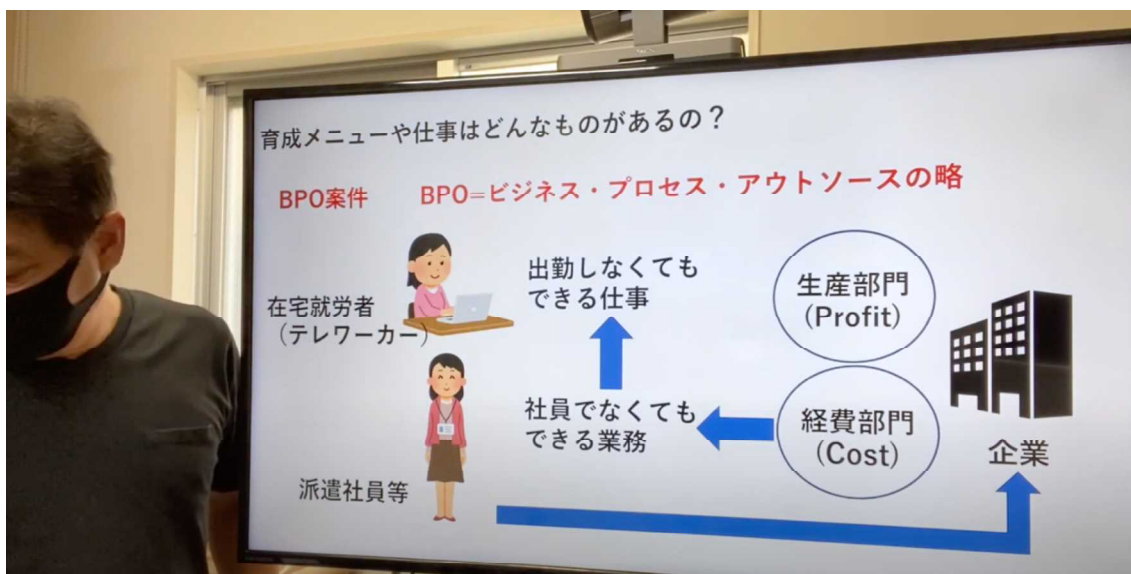 育成メニューや仕事はどんなものがあるの？
BPO案件
BPO=ビジネス・プロセス・アウトソースの略
在宅就労者
（テレワーカー）
出勤しなくても
できる仕事
生産部門
(Profit)
社員でなくても
できる業務
経費部門
(Cost)
企業
派遣社員等